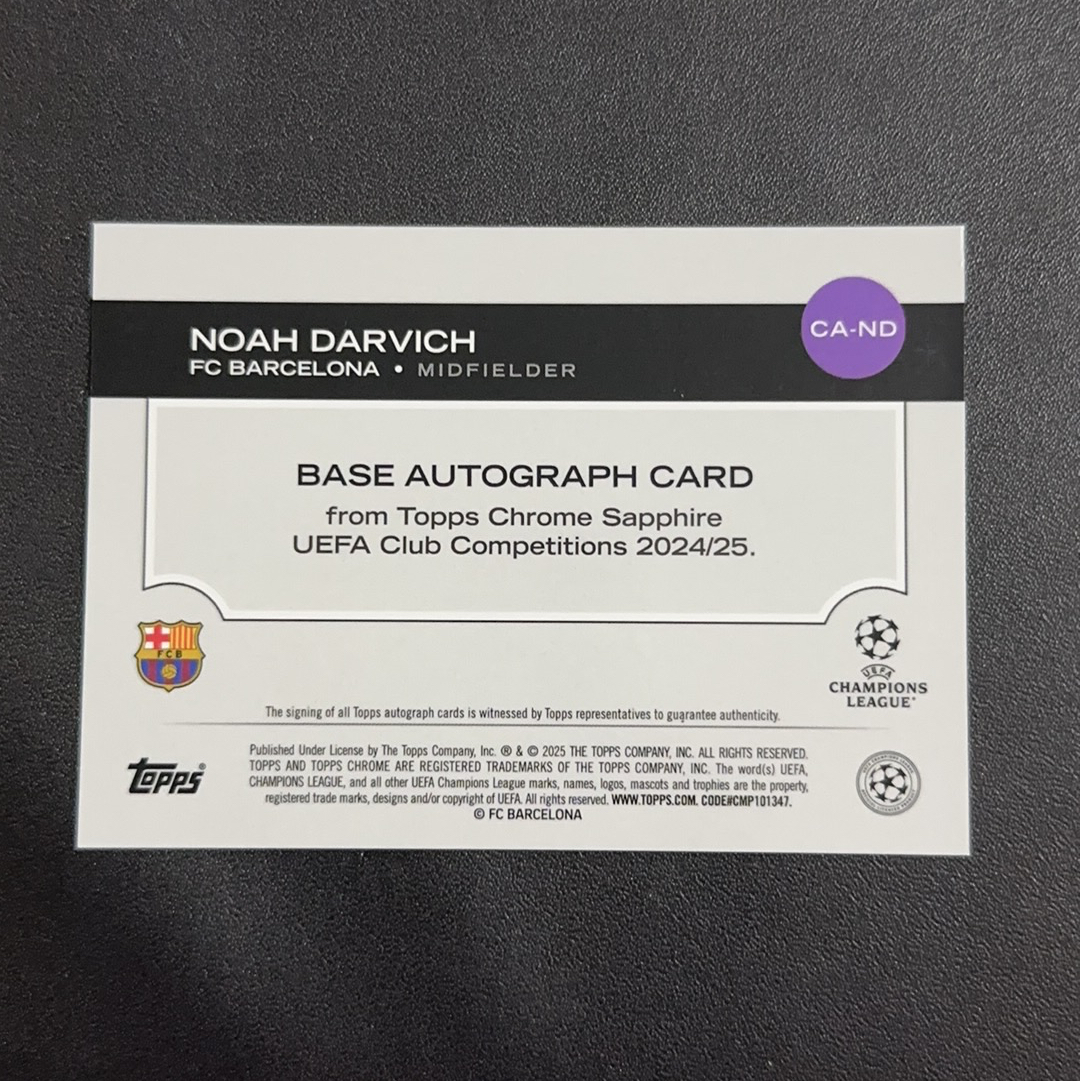 NOAH DARVICH
FC BARCELONA • MIDFIELDER
CA-ND
BASE AUTOGRAPH CARD
from Topps Chrome Sapphire
UEFA Club Competitions 2024/25.
FCB
UEFA
CHAMPIONS
LEAGUE
The signing of all Topps autograph cards is witnessed by Topps representatives to guarantee authenticity.
topps®
Published Under License by The Topps Company, Inc. ® & © 2025 THE TOPPS COMPANY, INC. ALL RIGHTS RESERVED.
TOPPS AND TOPPS CHROME ARE REGISTERED TRADEMARKS OF THE TOPPS COMPANY, INC. The word(s) UEFA,
CHAMPIONS LEAGUE, and all other UEFA Champions League marks, names, logos, mascots and trophies are the property,
registered trade marks, designs and/or copyright of UEFA. All rights reserved. WWW.TOPPS.COM. CODE#CMP101347.
© FC BARCELONA